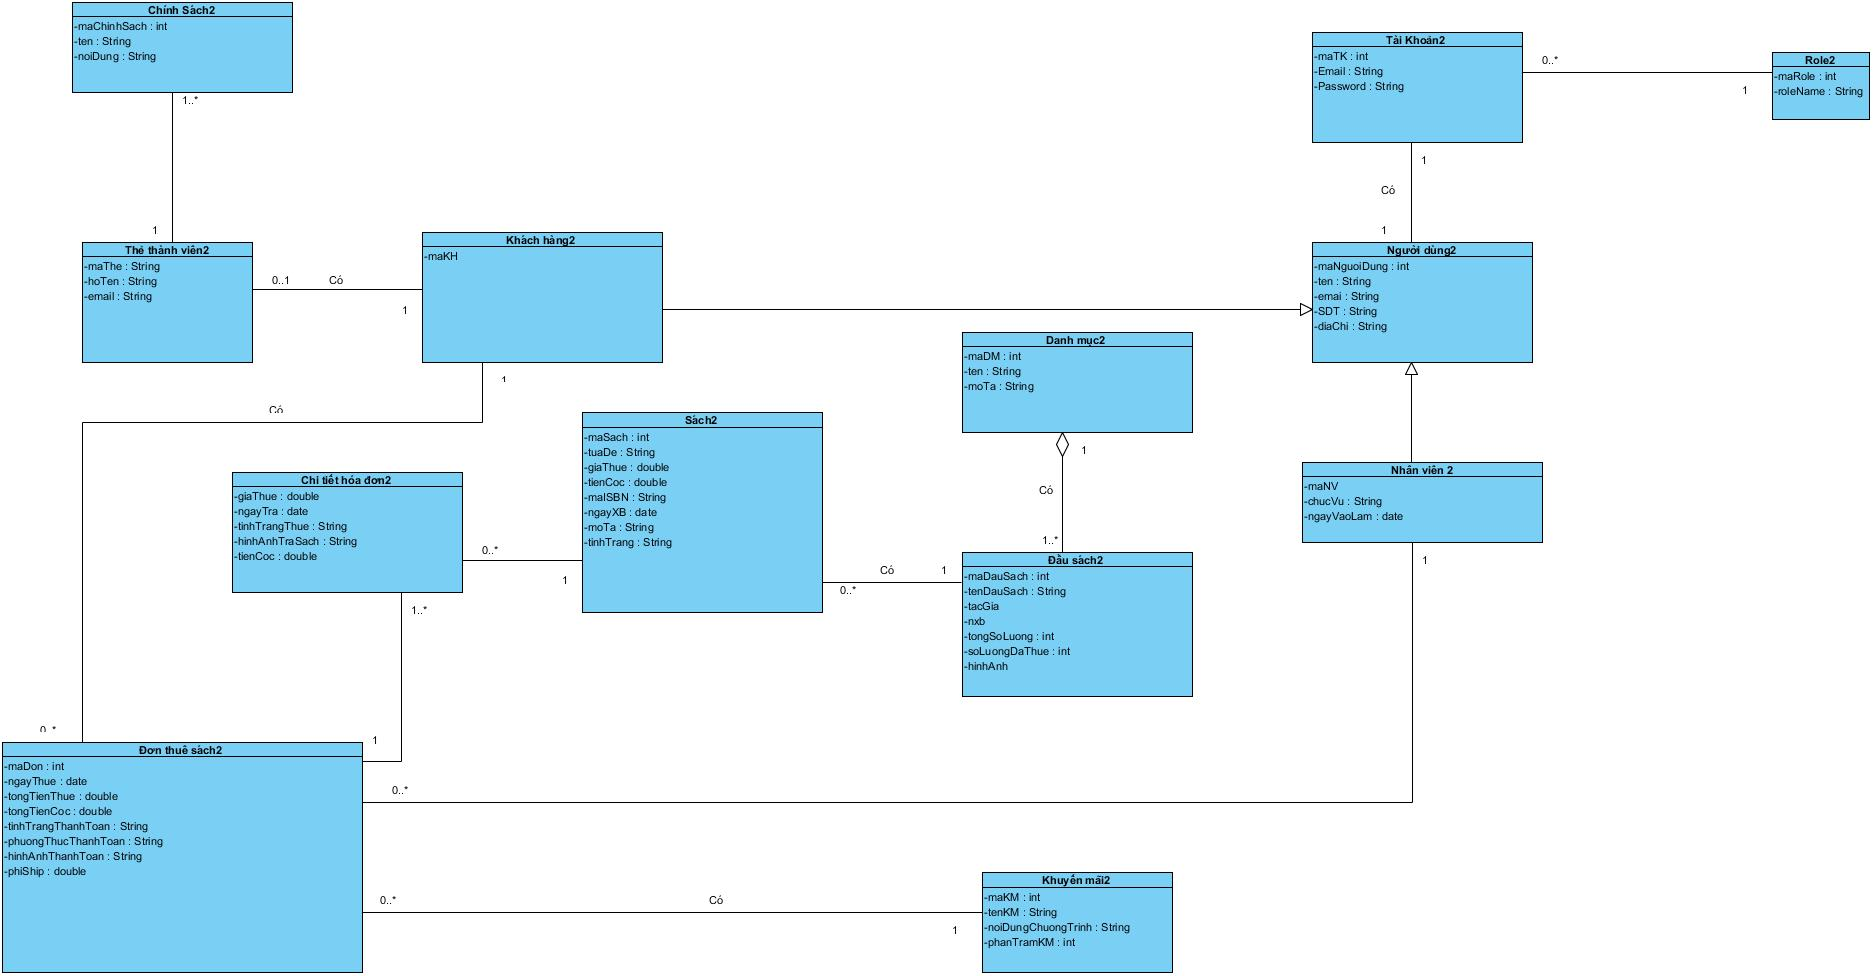 Chính Sách2
-maChinhSach : int
-ten : String
-noiDung : String
1..*
1
Tài Khoản2
-maTK : int
-Email : String
-Password : String
0..*
1
Role2
-maRole : int
-roleName : String
1
Có
1
Thẻ thành viên2
-maThe : String
-hoTen : String
-email : String
0..1
Có
1
Khách hàng2
-maKH
Người dùng2
-maNguoiDung : int
-ten : String
-emai : String
-SDT : String
-diaChi : String
1
Có
0..*
Danh mục2
-maDM : int
-ten : String
-moTa : String
1
Có
1..*
Sách2
-maSach : int
-tuaDe : String
-giaThue : double
-tienCoc : double
-maISBN : String
-ngayXB : date
-moTa : String
-tinhTrang : String
Chi tiết hóa đơn2
-giaThue : double
-ngayTra : date
-tinhTrangThue : String
-hinhAnhTraSach : String
-tienCoc : double
0..*
1
0..*
Có
1
Đầu sách2
-maDauSach : int
-tenDauSach : String
-tacGia
-nxb
-tongSoLuong : int
-soLuongDaThue : int
-hinhAnh
Nhân viên 2
-maNV
-chucVu : String
-ngayVaoLam : date
1
1..*
1
0..*
Đơn thuê sách2
-maDon : int
-ngayThue : date
-tongTienThue : double
-tongTienCoc : double
-tinhTrangThanhToan : String
-phuongThucThanhToan : String
-hinhAnhThanhToan : String
-phiShip : double
0..*
Có
1
Khuyến mãi2
-maKM : int
-tenKM : String
-noiDungChuongTrinh : String
-phanTramKM : int